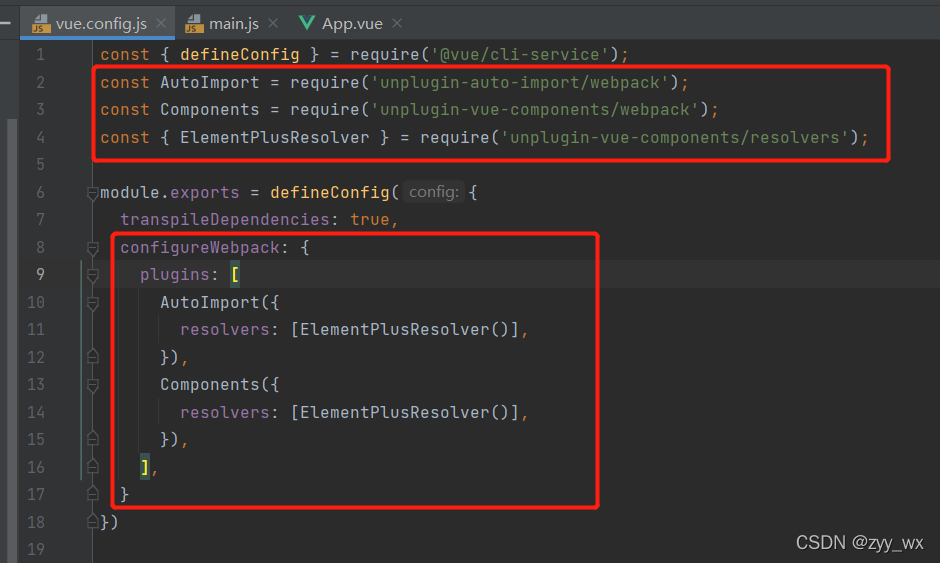 vue.config.js main.js App.vue
1 const { defineConfig } = require('@vue/cli-service');
2 const AutoImport = require('unplugin-auto-import/webpack');
3 const Components = require('unplugin-vue-components/webpack');
4 const { ElementPlusResolver } = require('unplugin-vue-components/resolvers');
5
6 module.exports = defineConfig( config: {
7 transpileDependencies: true,
8 configureWebpack: {
9 plugins: [
10 AutoImport({
11 resolvers: [ElementPlusResolver()],
12 }),
13 Components({
14 resolvers: [ElementPlusResolver()],
15 }),
16 ],
17 }
18 })
19
CSDN @zyy_wx